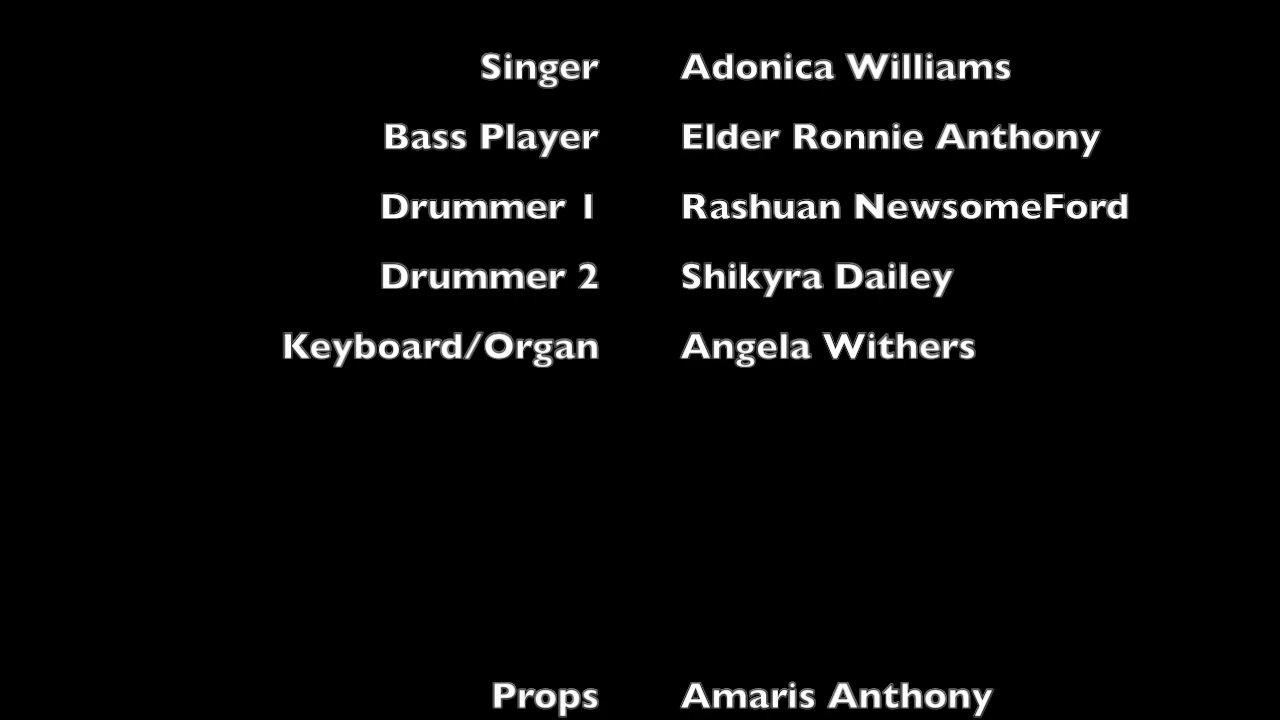 Singer Adonica Williams
Bass Player Elder Ronnie Anthony
Drummer 1 Rashuan NewsomeFord
Drummer 2 Shikyra Dailey
Keyboard/Organ Angela Withers
Props Amaris Anthony